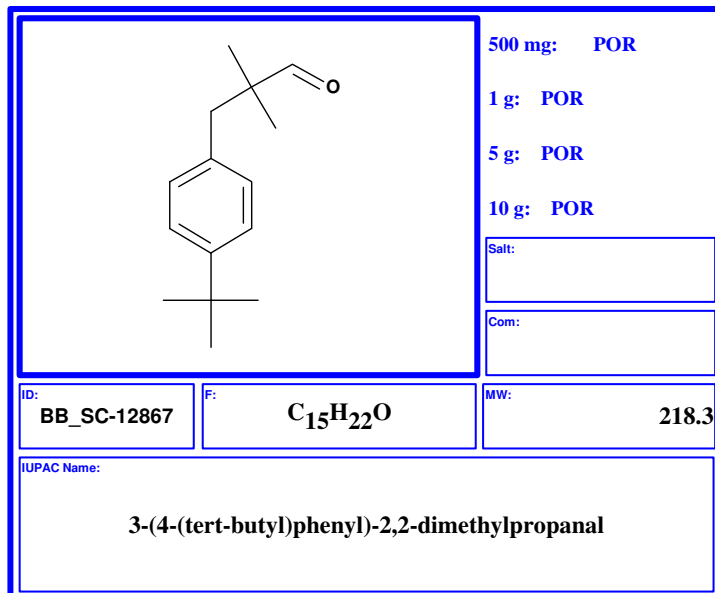 O
500 mg: POR
1 g: POR
5 g: POR
10 g: POR
Salt:
Com:
ID:
BB_SC-12867
F:
C15H22O
MW:
218.3
IUPAC Name:
3-(4-(tert-butyl)phenyl)-2,2-dimethylpropanal